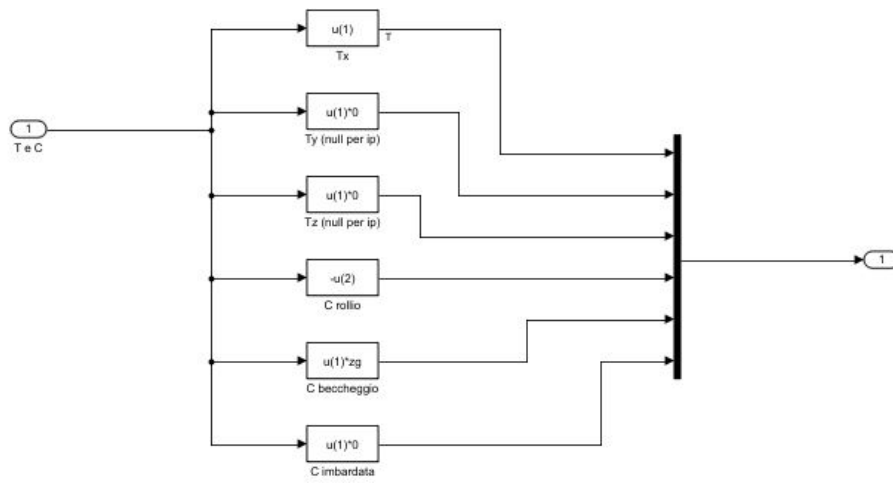 u(1)
T
Tx
u(1)*0
Ty (null per ip)
1
T e C
u(1)*0
Tz (null per ip)
1
-u(2)
C rollio
u(1)*zg
C beccheggio
u(1)*0
C imbardata